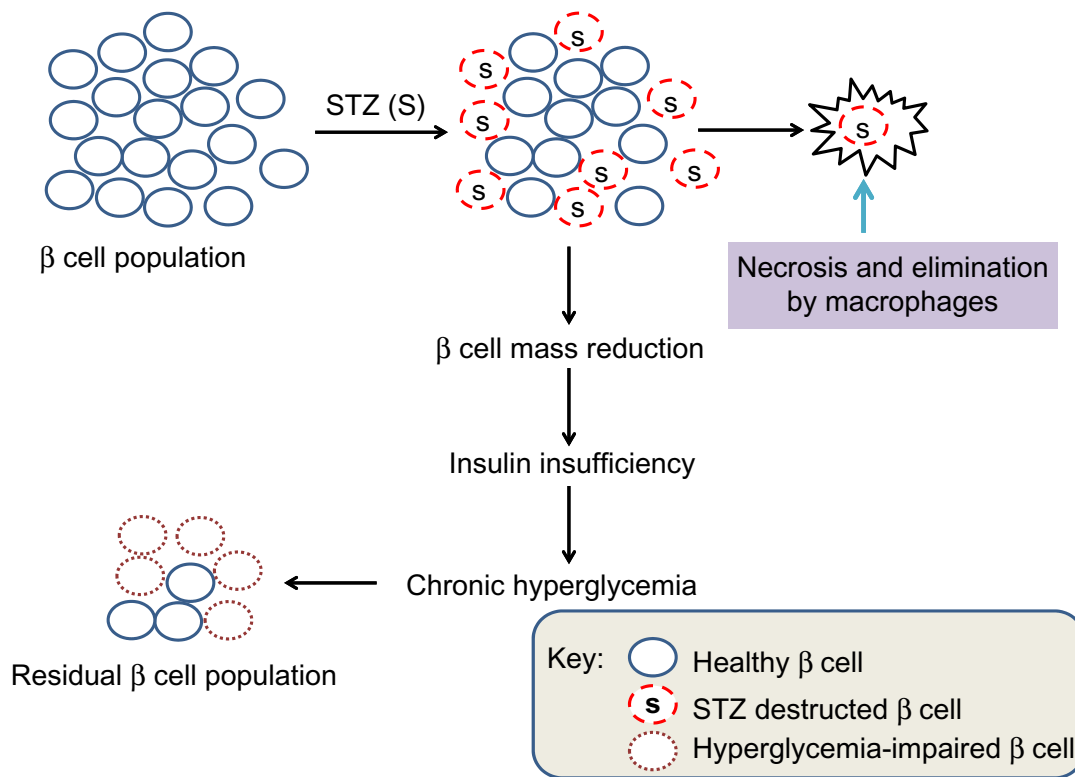 s
s
s
s
s
s
s
s
s
STZ (S)
β cell population
Necrosis and elimination
by macrophages
β cell mass reduction
Insulin insufficiency
Chronic hyperglycemia
Residual β cell population
Key:
Healthy β cell
s
STZ destructed β cell
Hyperglycemia-impaired β cell